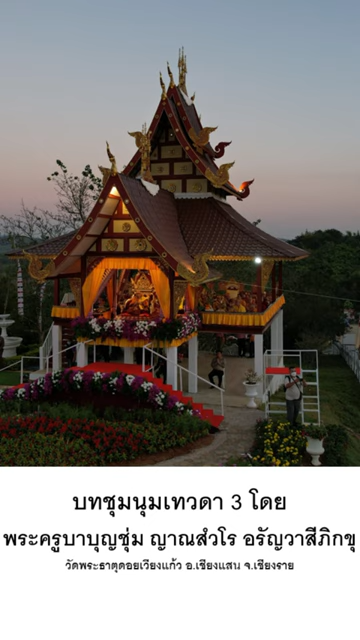 บทชุมนุมเทวดา 3 โดย
พระครูบาบุญชุ่ม ญาณสํวโร อรัญวาสีภิกขุ
วัดพระธาตุดอยเวียงแก้ว อ.เชียงแสน จ.เชียงราย